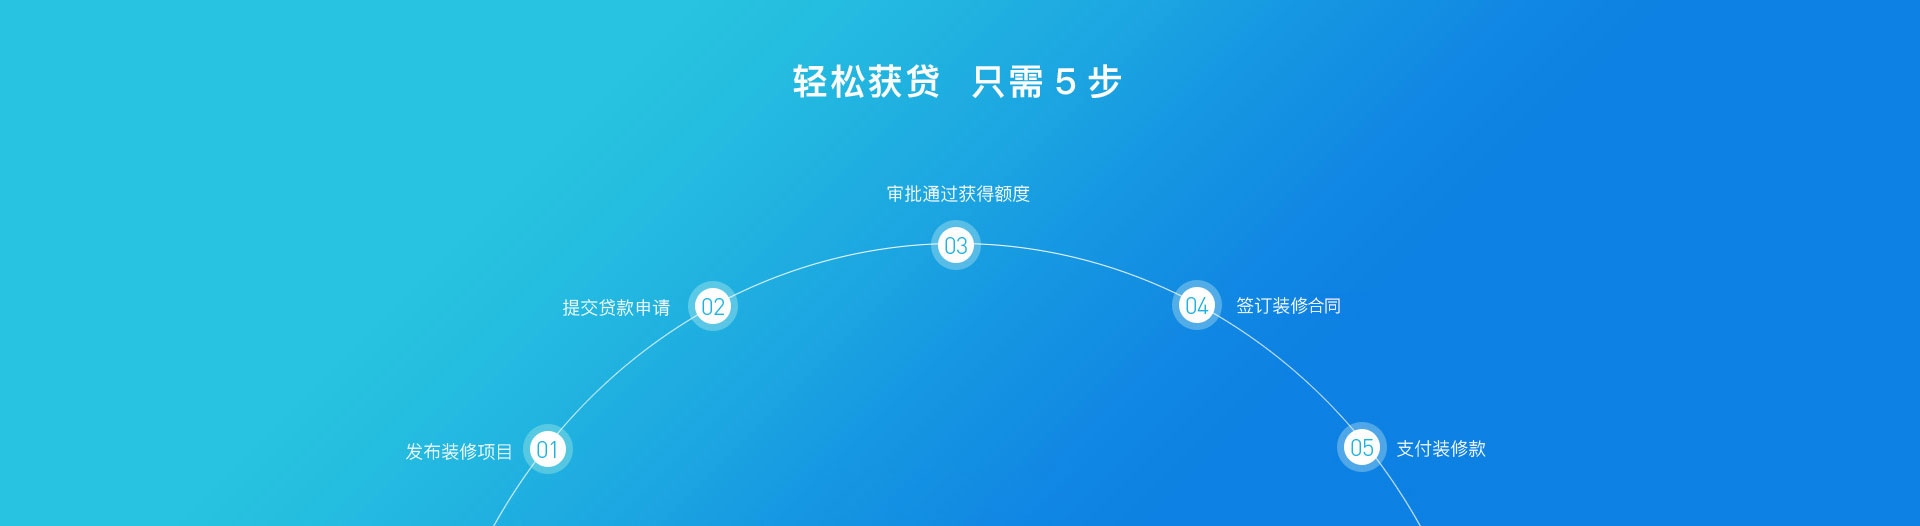 轻松获贷 只需 5 步
审批通过获得额度
03
提交贷款申请
02
04
签订装修合同
发布装修项目
01
05
支付装修款